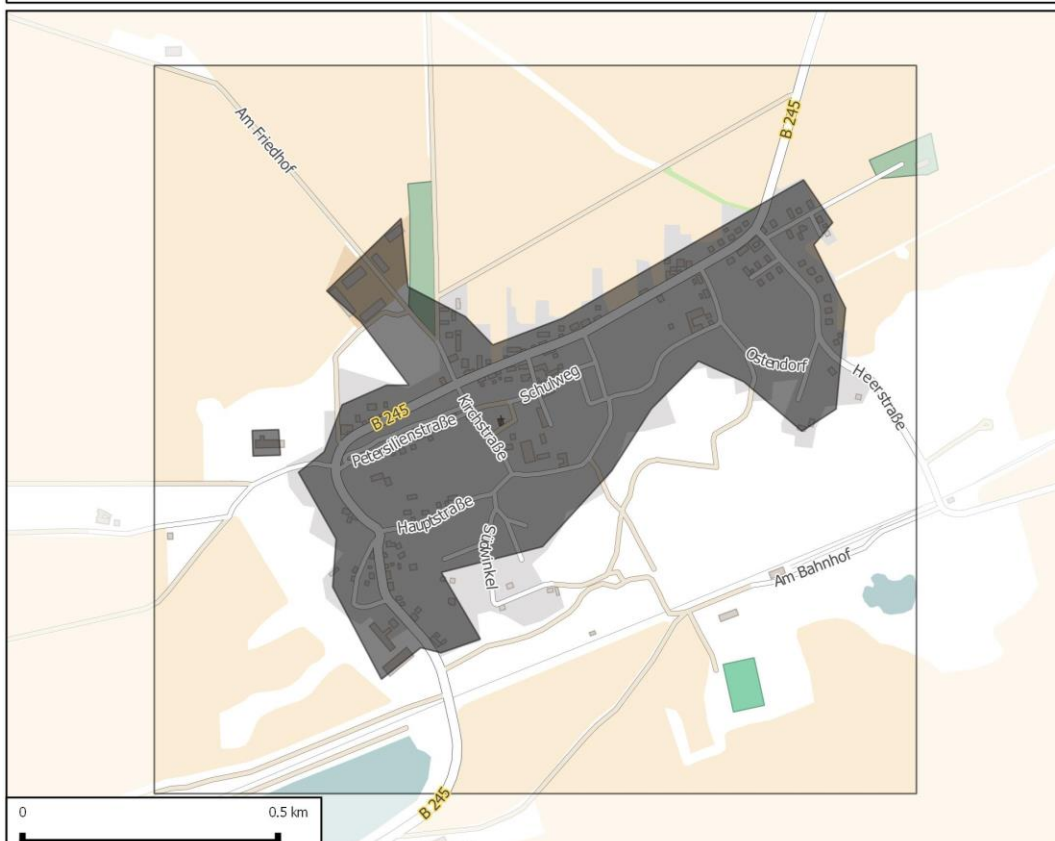 B 245
Am Friedhof
Ostendorf
Schulweg
Heerstraße
B 245
Kirchstraße
Petersilienstraße
Hauptstraße
Südwinkel
Am Bahnhof
B 245
0 0.5 km